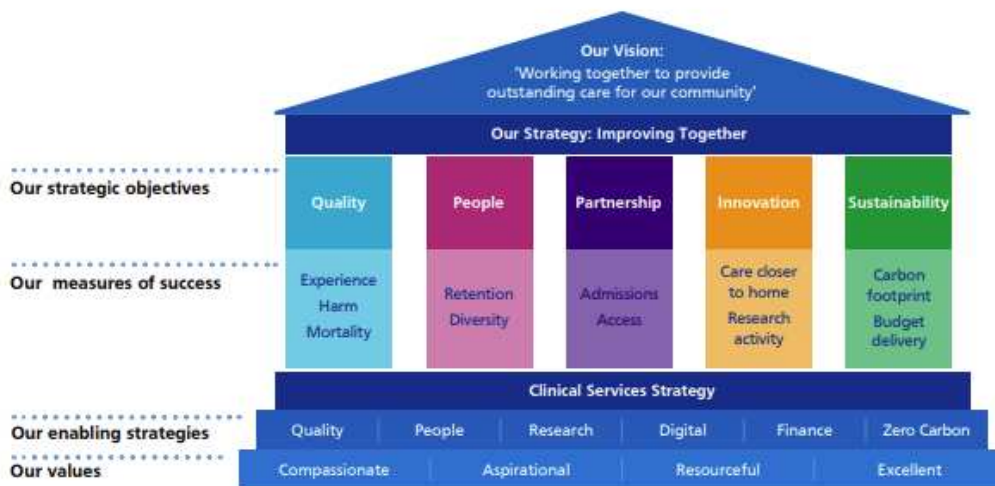 Our Vision:
'Working together to provide
outstanding care for our community'
Our Strategy: Improving Together
Our strategic objectives
Quality
People
Partnership
Innovation
Sustainability
Our measures of success
Experience
Harm
Mortality
Retention
Diversity
Admissions
Access
Care closer
to home
Research
activity
Carbon
footprint
Budget
delivery
Clinical Services Strategy
Our enabling strategies
Quality
People
Research
Digital
Finance
Zero Carbon
Our values
Compassionate
Aspirational
Resourceful
Excellent